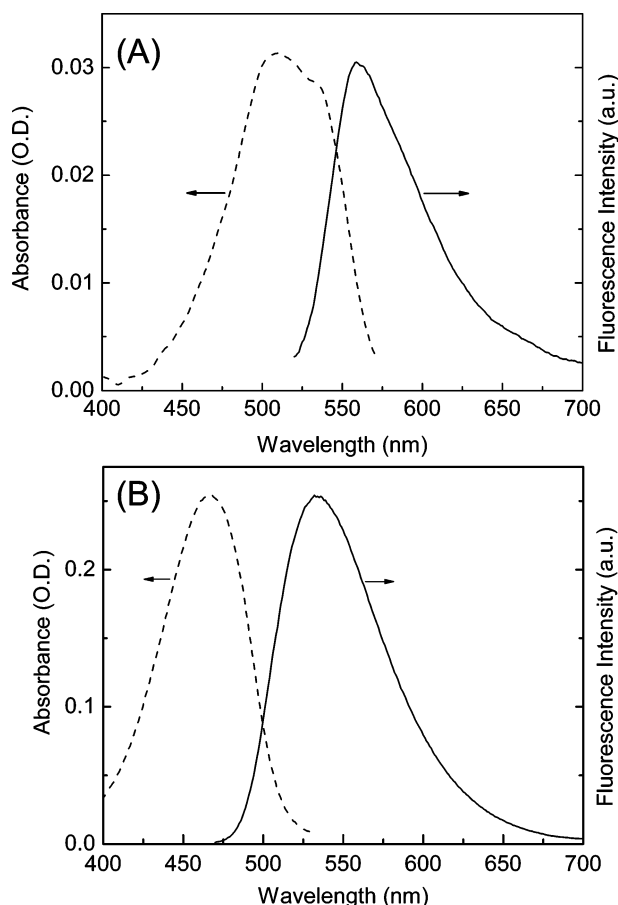 (A)
Absorbance (O.D.)
0.03
0.02
0.01
0.00
400 450 500 550 600 650 700
Wavelength (nm)
Fluorescence Intensity (a.u.)
(B)
Absorbance (O.D.)
0.2
0.1
0.0
400 450 500 550 600 650 700
Wavelength (nm)
Fluorescence Intensity (a.u.)